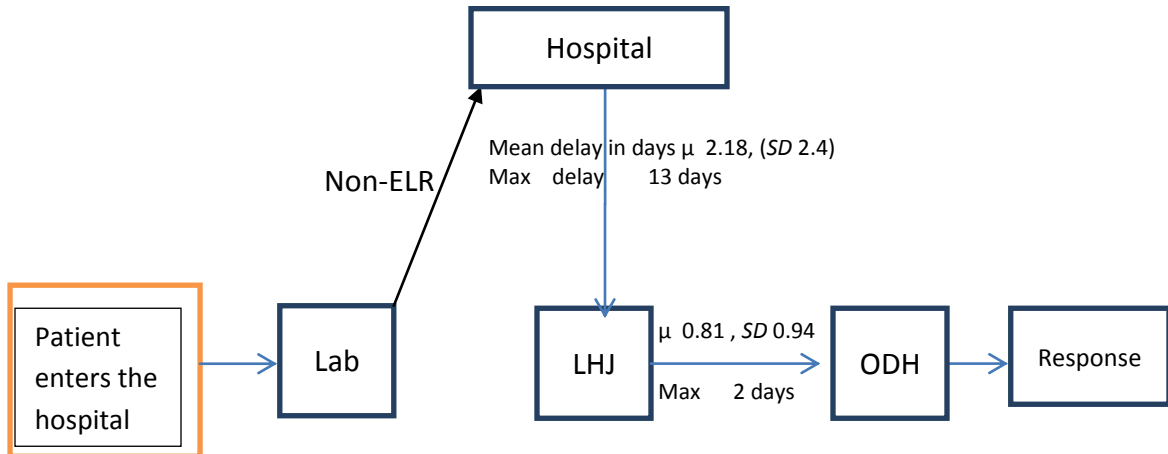 Hospital
Mean delay in days µ 2.18, (SD 2.4)
Max delay 13 days
Non-ELR
Patient
enters the
hospital
Lab
LHJ
µ 0.81 , SD 0.94
Max 2 days
ODH
Response